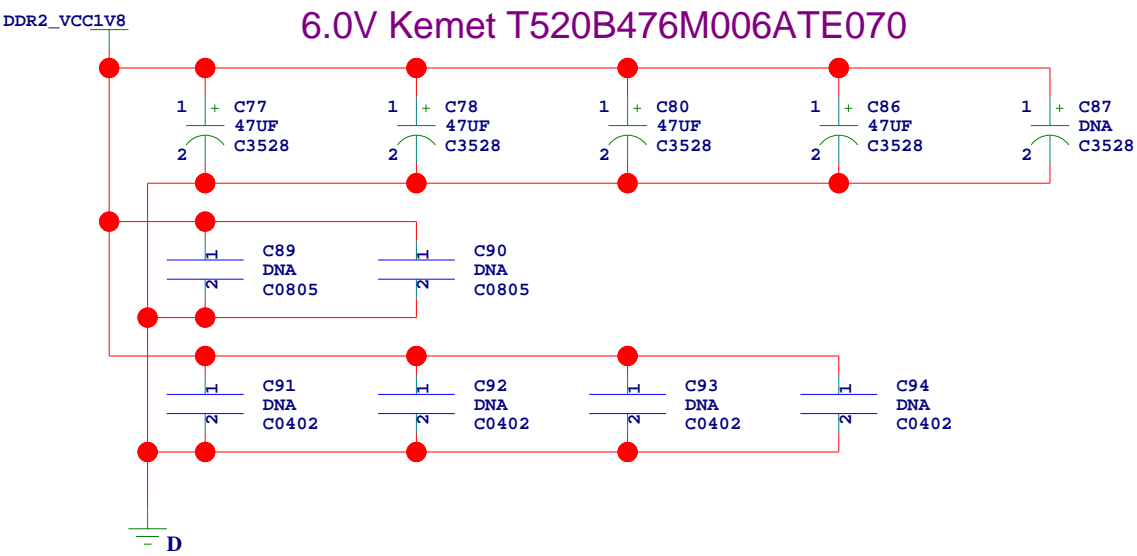 DDR2_VCC1V8
6.0V Kemet T520B476M006ATE070
1 + C77
47UF
2 C3528
1 + C78
47UF
2 C3528
1 + C80
47UF
2 C3528
1 + C86
47UF
2 C3528
1 + C87
DNA
2 C3528
1 C89
DNA
2 C0805
1 C90
DNA
2 C0805
1 C91
DNA
2 C0402
1 C92
DNA
2 C0402
1 C93
DNA
2 C0402
1 C94
DNA
2 C0402
D